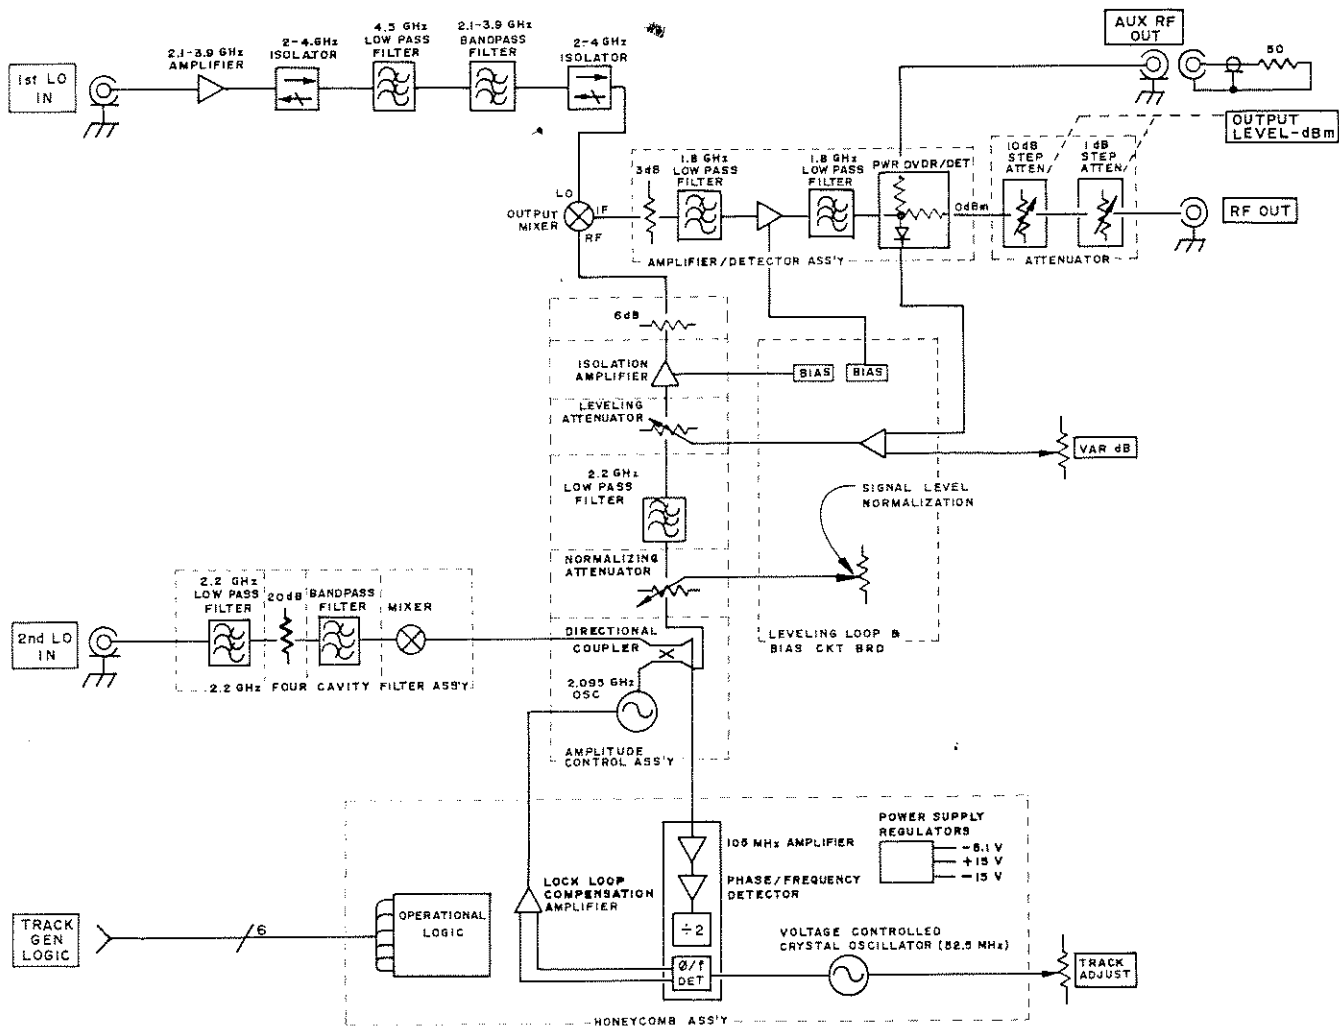 AUX RF
OUT
50
OUTPUT
LEVEL-dBm
1st LO
IN
2.1-3.9 GHz
AMPLIFIER
2-4.GHz
ISOLATOR
4.5 GHz
LOW PASS
FILTER
2.1-3.9 GHz
BANDPASS
FILTER
2-4 GHz
ISOLATOR
3dB
1.8 GHz
LOW PASS
FILTER
1.8 GHz
LOW PASS
FILTER
PWR DVDR/DET
10dB
STEP
ATTEN
1 dB
STEP
ATTEN
LO
IF
RF
OUTPUT
MIXER
0dBm
RF OUT
AMPLIFIER/DETECTOR ASS'Y
ATTENUATOR
6dB
ISOLATION
AMPLIFIER
BIAS
BIAS
LEVELING
ATTENUATOR
VAR dB
2.2 GHz
LOW PASS
FILTER
SIGNAL LEVEL
NORMALIZATION
NORMALIZING
ATTENUATOR
LEVELING LOOP &
BIAS CKT BRD
2nd LO
IN
2.2 GHz
LOW PASS
FILTER
20dB
BANDPASS
FILTER
MIXER
2.2 GHz FOUR CAVITY FILTER ASS'Y
DIRECTIONAL
COUPLER
2.095 GHz
OSC
AMPLITUDE
CONTROL ASS'Y
105 MHz AMPLIFIER
PHASE/FREQUENCY
DETECTOR
÷2
Ø/f
DET
POWER SUPPLY
REGULATORS
-5.1 V
+15 V
-15 V
LOCK LOOP
COMPENSATION
AMPLIFIER
OPERATIONAL
LOGIC
TRACK
GEN
LOGIC
6
VOLTAGE CONTROLLED
CRYSTAL OSCILLATOR (52.5 MHz)
TRACK
ADJUST
HONEYCOMB ASS'Y